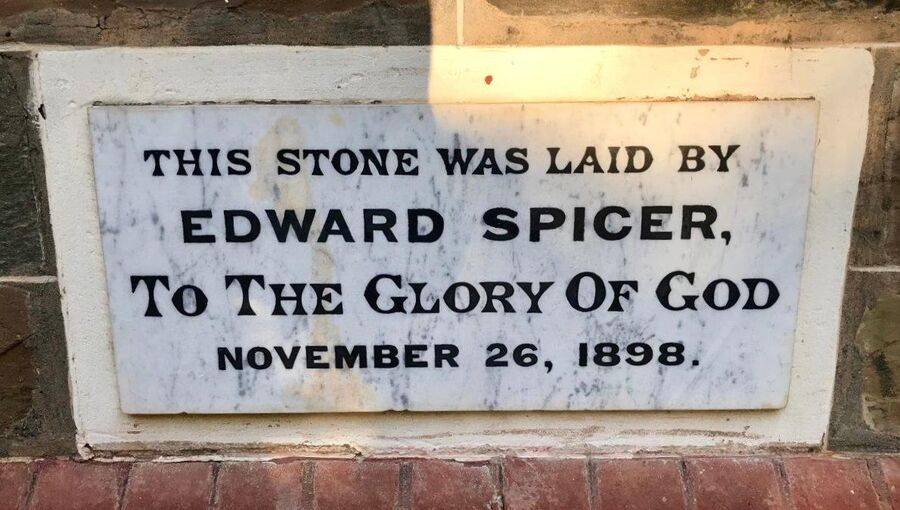 THIS STONE WAS LAID BY
EDWARD SPICER,
TO THE GLORY OF GOD
NOVEMBER 26, 1898.